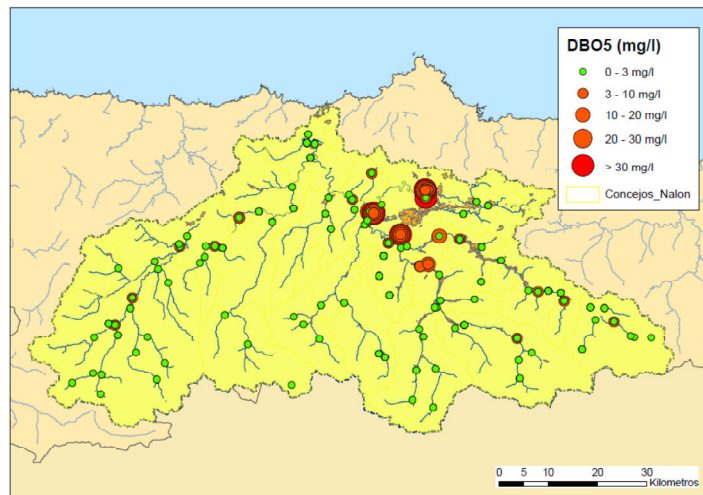 DBO5 (mg/l)
0 - 3 mg/l
3 - 10 mg/l
10 - 20 mg/l
20 - 30 mg/l
> 30 mg/l
Concejos_Nalon
0 5 10 20 30
Kilometros